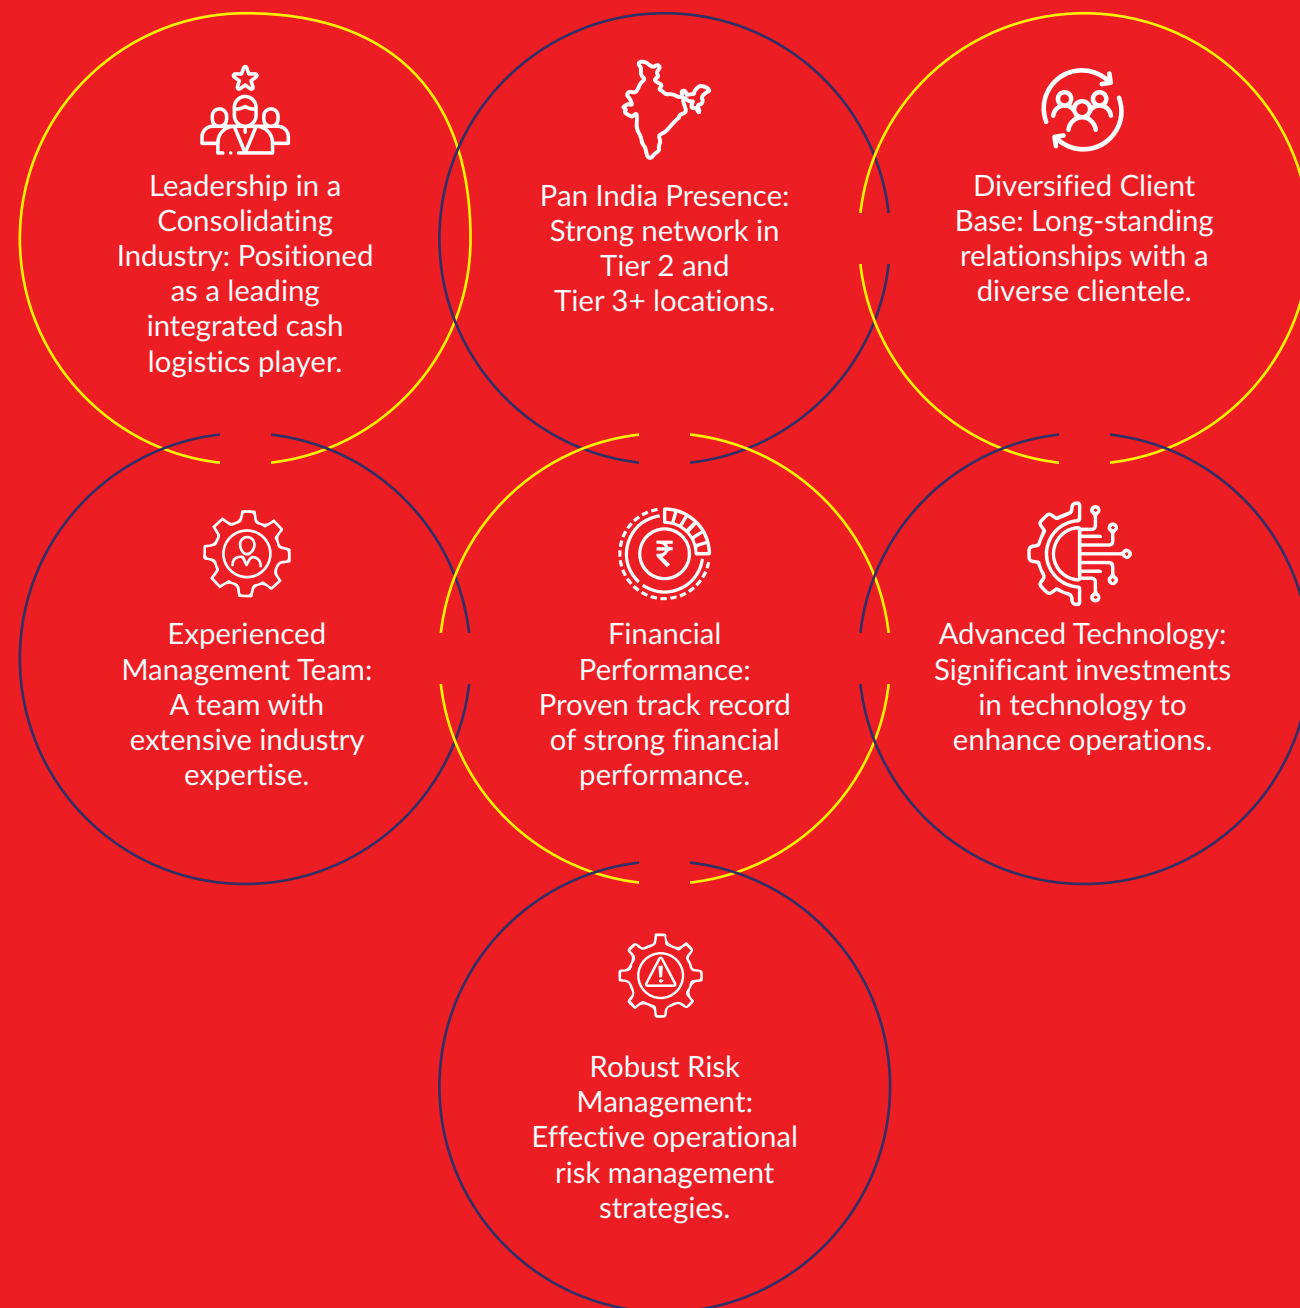 Leadership in a
Consolidating
Industry: Positioned
as a leading
integrated cash
logistics player.
Pan India Presence:
Strong network in
Tier 2 and
Tier 3+ locations.
Diversified Client
Base: Long-standing
relationships with a
diverse clientele.
Experienced
Management Team:
A team with
extensive industry
expertise.
₹
Financial
Performance:
Proven track record
of strong financial
performance.
Advanced Technology:
Significant investments
in technology to
enhance operations.
Robust Risk
Management:
Effective operational
risk management
strategies.